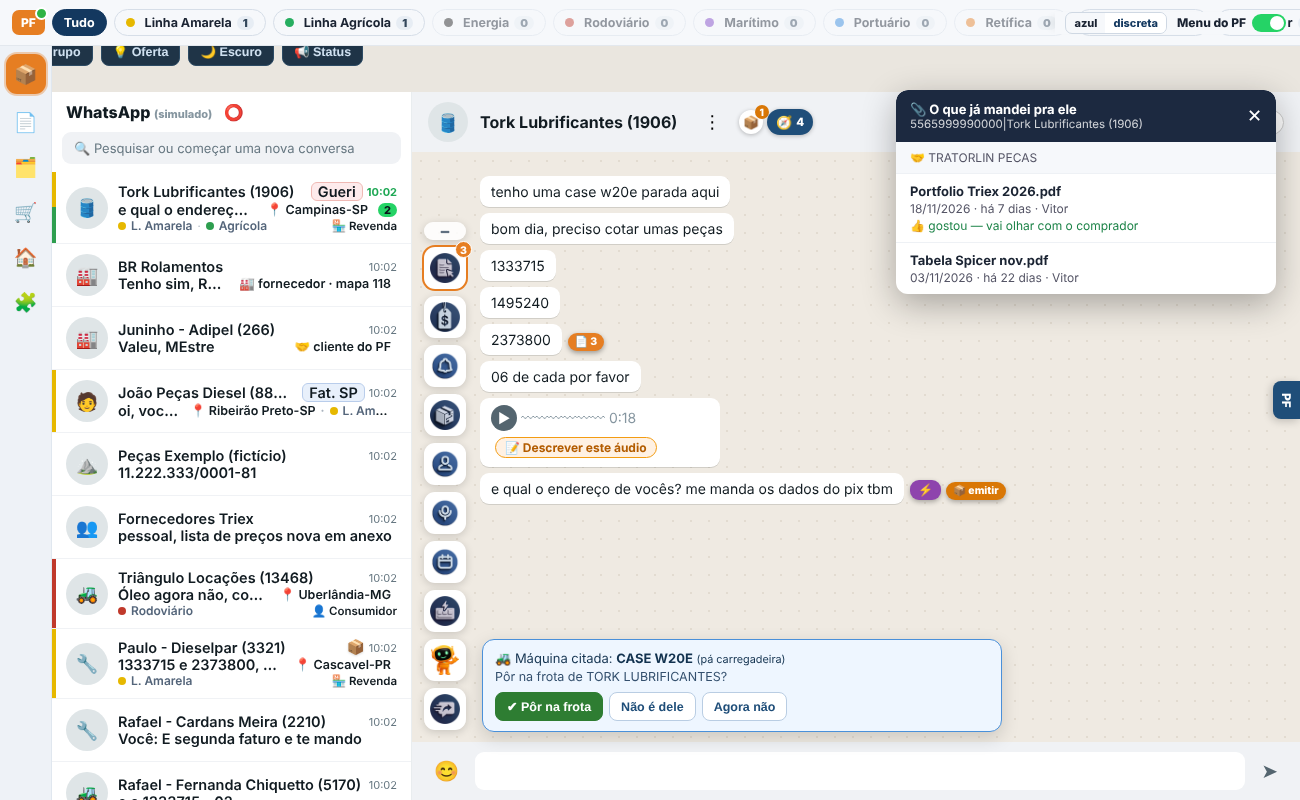 PF
Tudo
Linha Amarela 1
Linha Agrícola 1
Energia 0
Rodoviário 0
Marítimo 0
Portuário 0
Retífica 0
azul
discreta
Menu do PF
rupo
💡 Oferta
🌙 Escuro
📢 Status
WhatsApp (simulado)
🔍 Pesquisar ou começar uma nova conversa
Tork Lubrificantes (1906) Gueri 10:02
e qual o endereç... 📍 Campinas-SP 2
L. Amarela · Agrícola 🏪 Revenda
BR Rolamentos 10:02
Tenho sim, R... 🏭 fornecedor · mapa 118
Juninho - Adipel (266) 10:02
Valeu, MEstre 🤝 cliente do PF
João Peças Diesel (88... Fat. SP 10:02
oi, voc... 📍 Ribeirão Preto-SP · L. Am...
Peças Exemplo (fictício) 10:02
11.222.333/0001-81
Fornecedores Triex 10:02
pessoal, lista de preços nova em anexo
Triângulo Locações (13468) 10:02
Óleo agora não, co... 📍 Uberlândia-MG
Rodoviário 👤 Consumidor
Paulo - Dieselpar (3321) 📦 10:02
1333715 e 2373800, ... 📍 Cascavel-PR
L. Amarela 🏪 Revenda
Rafael - Cardans Meira (2210) 10:02
Você: E segunda faturo e te mando
Rafael - Fernanda Chiquetto (5170) 10:02
Tork Lubrificantes (1906)
📦 1
🧭 4
tenho uma case w20e parada aqui
bom dia, preciso cotar umas peças
1333715
1495240
2373800 📄 3
06 de cada por favor
0:18
📝 Descrever este áudio
e qual o endereço de vocês? me manda os dados do pix tbm ⚡ 📦 emitir
3
🚜 Máquina citada: CASE W20E (pá carregadeira)
Pôr na frota de TORK LUBRIFICANTES?
✔ Pôr na frota
Não é dele
Agora não
📎 O que já mandei pra ele ✕
5565999990000|Tork Lubrificantes (1906)
🤝 TRATORLIN PECAS
Portfolio Triex 2026.pdf
18/11/2026 · há 7 dias · Vitor
👍 gostou — vai olhar com o comprador
Tabela Spicer nov.pdf
03/11/2026 · há 22 dias · Vitor
PF